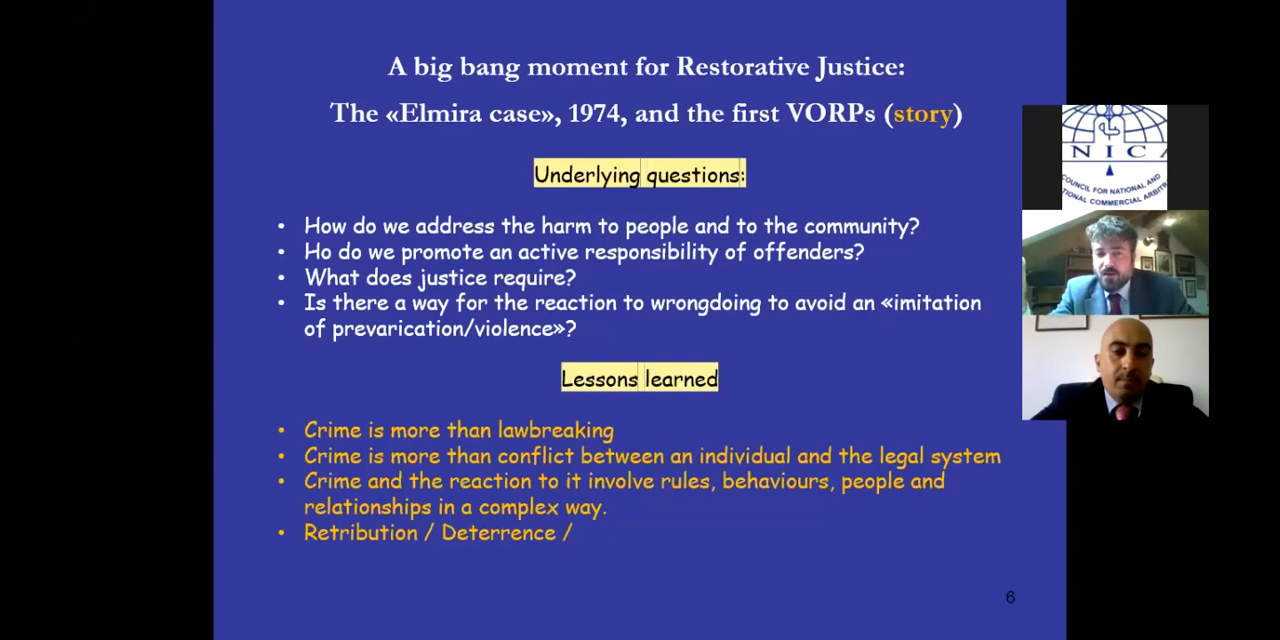 A big bang moment for Restorative Justice:
The «Elmira case», 1974, and the first VORPs (story)
Underlying questions:
• How do we address the harm to people and to the community?
• Ho do we promote an active responsibility of offenders?
• What does justice require?
• Is there a way for the reaction to wrongdoing to avoid an «imitation
of prevarication/violence»?
Lessons learned
• Crime is more than lawbreaking
• Crime is more than conflict between an individual and the legal system
• Crime and the reaction to it involve rules, behaviours, people and
relationships in a complex way.
• Retribution / Deterrence /
6
NICA
COUNCIL FOR NATIONAL AND
TIONAL COMMERCIAL ARBITR